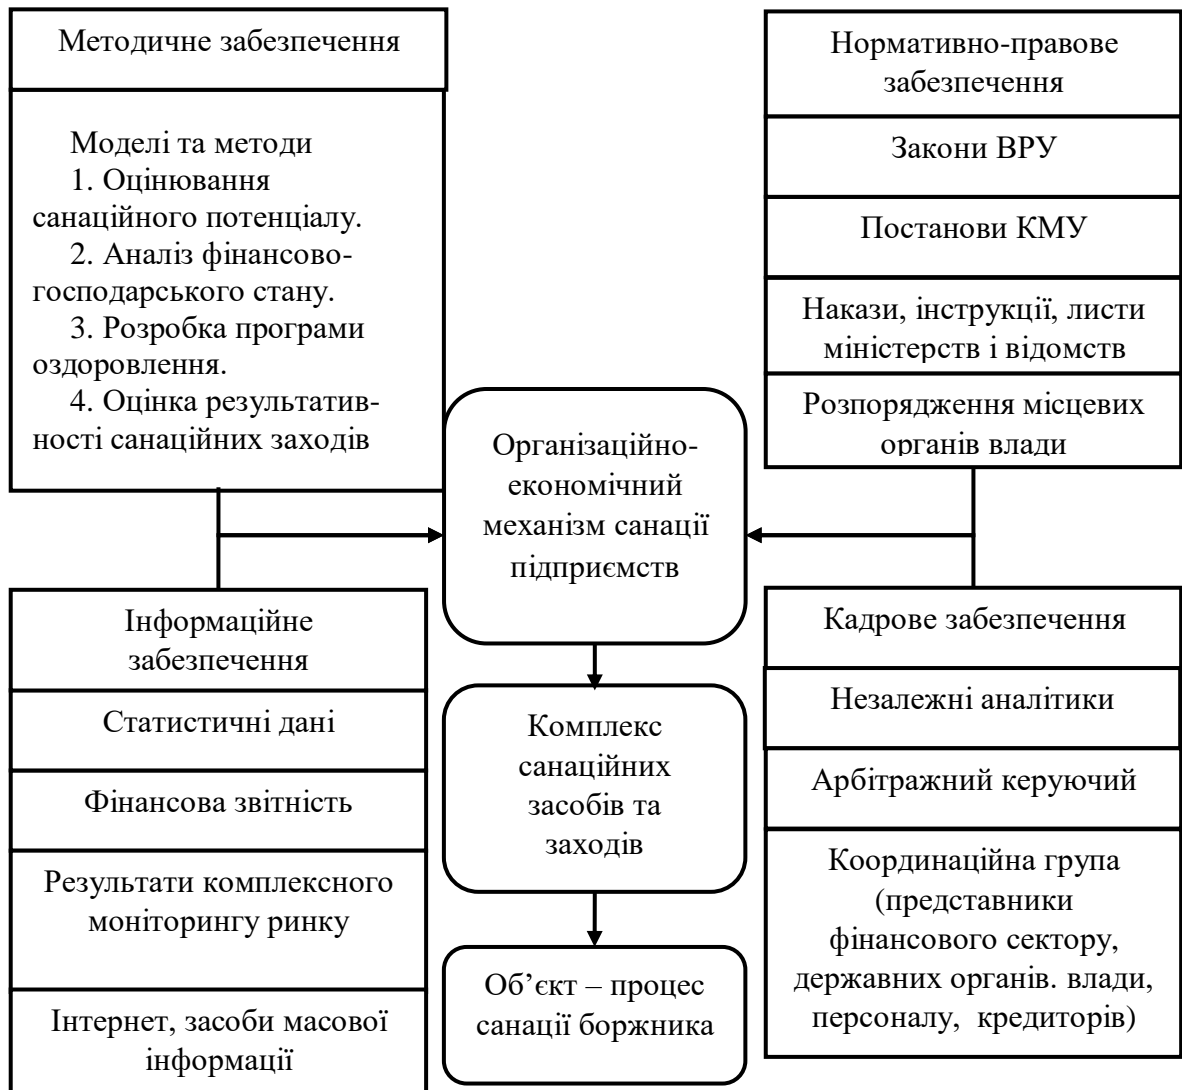 Методичне забезпечення
Моделі та методи
1. Оцінювання
санаційного потенціалу.
2. Аналіз фінансово-
господарського стану.
3. Розробка програми
оздоровлення.
4. Оцінка результатив-
ності санаційних заходів
Нормативно-правове
забезпечення
Закони ВРУ
Постанови КМУ
Накази, інструкції, листи
міністерств і відомств
Розпорядження місцевих
органів влади
Організаційно-
економічний
механізм санації
підприємств
Інформаційне
забезпечення
Статистичні дані
Фінансова звітність
Результати комплексного
моніторингу ринку
Інтернет, засоби масової
інформації
Комплекс
санаційних
засобів та
заходів
Об’єкт – процес
санації боржника
Кадрове забезпечення
Незалежні аналітики
Арбітражний керуючий
Координаційна група
(представники
фінансового сектору,
державних органів. влади,
персоналу, кредиторів)